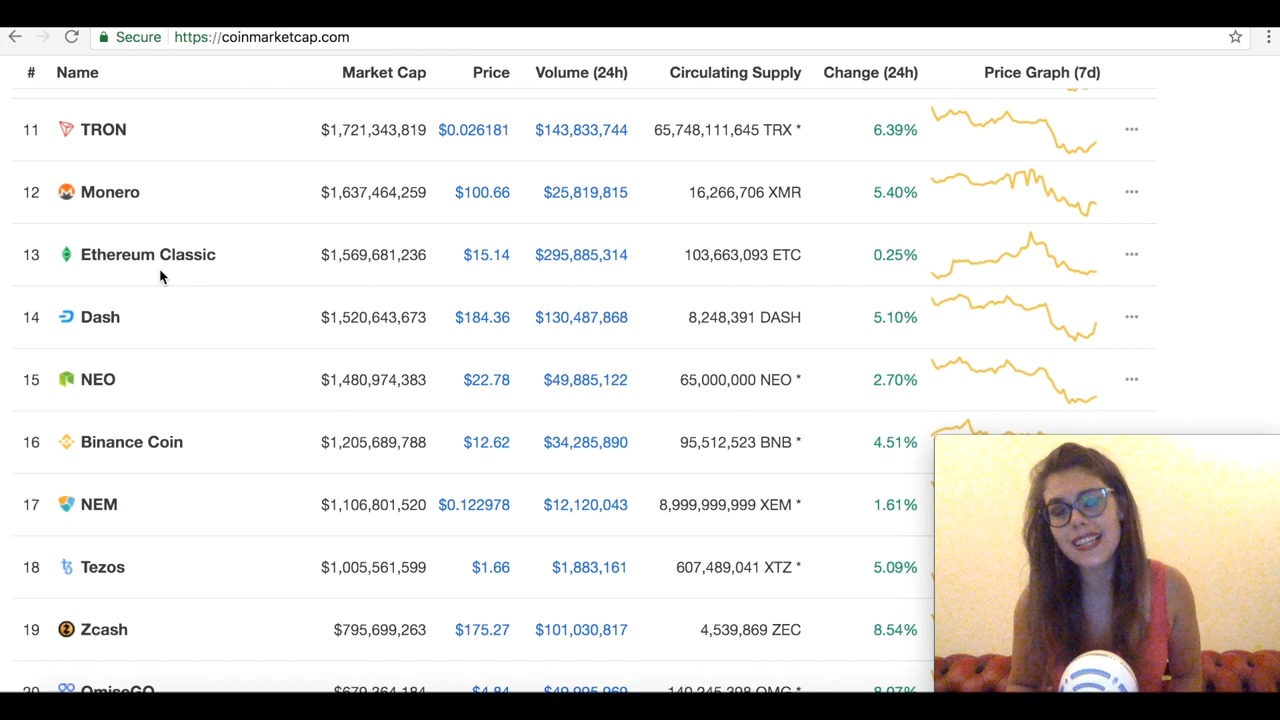 Secure https://coinmarketcap.com
# Name Market Cap Price Volume (24h) Circulating Supply Change (24h) Price Graph (7d)
11 TRON $1,721,343,819 $0.026181 $143,833,744 65,748,111,645 TRX * 6.39%
12 Monero $1,637,464,259 $100.66 $25,819,815 16,266,706 XMR 5.40%
13 Ethereum Classic $1,569,681,236 $15.14 $295,885,314 103,663,093 ETC 0.25%
14 Dash $1,520,643,673 $184.36 $130,487,868 8,248,391 DASH 5.10%
15 NEO $1,480,974,383 $22.78 $49,885,122 65,000,000 NEO * 2.70%
16 Binance Coin $1,205,689,788 $12.62 $34,285,890 95,512,523 BNB * 4.51%
17 NEM $1,106,801,520 $0.122978 $12,120,043 8,999,999,999 XEM * 1.61%
18 Tezos $1,005,561,599 $1.66 $1,883,161 607,489,041 XTZ * 5.09%
19 Zcash $795,699,263 $175.27 $101,030,817 4,539,869 ZEC 8.54%
20 OmiseGO $4.84